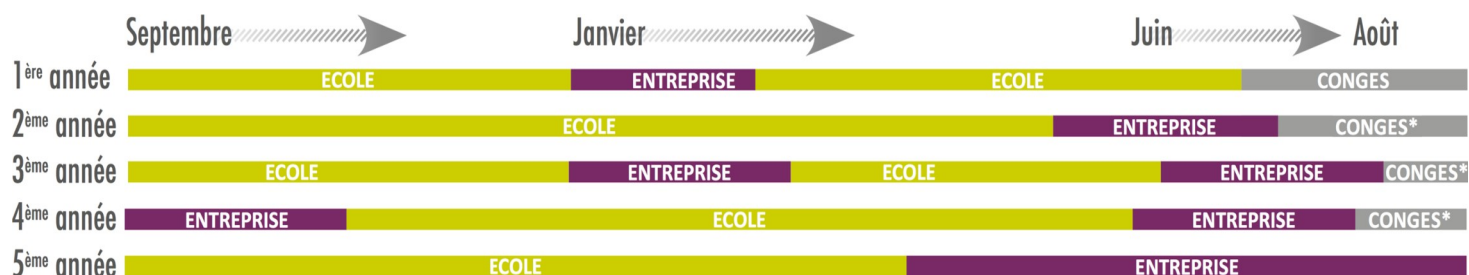 Septembre Janvier Juin Août
1ère année ECOLE ENTREPRISE ECOLE CONGES
2ème année ECOLE ENTREPRISE CONGES*
3ème année ECOLE ENTREPRISE ECOLE ENTREPRISE CONGES*
4ème année ENTREPRISE ECOLE ENTREPRISE CONGES*
5ème année ECOLE ENTREPRISE